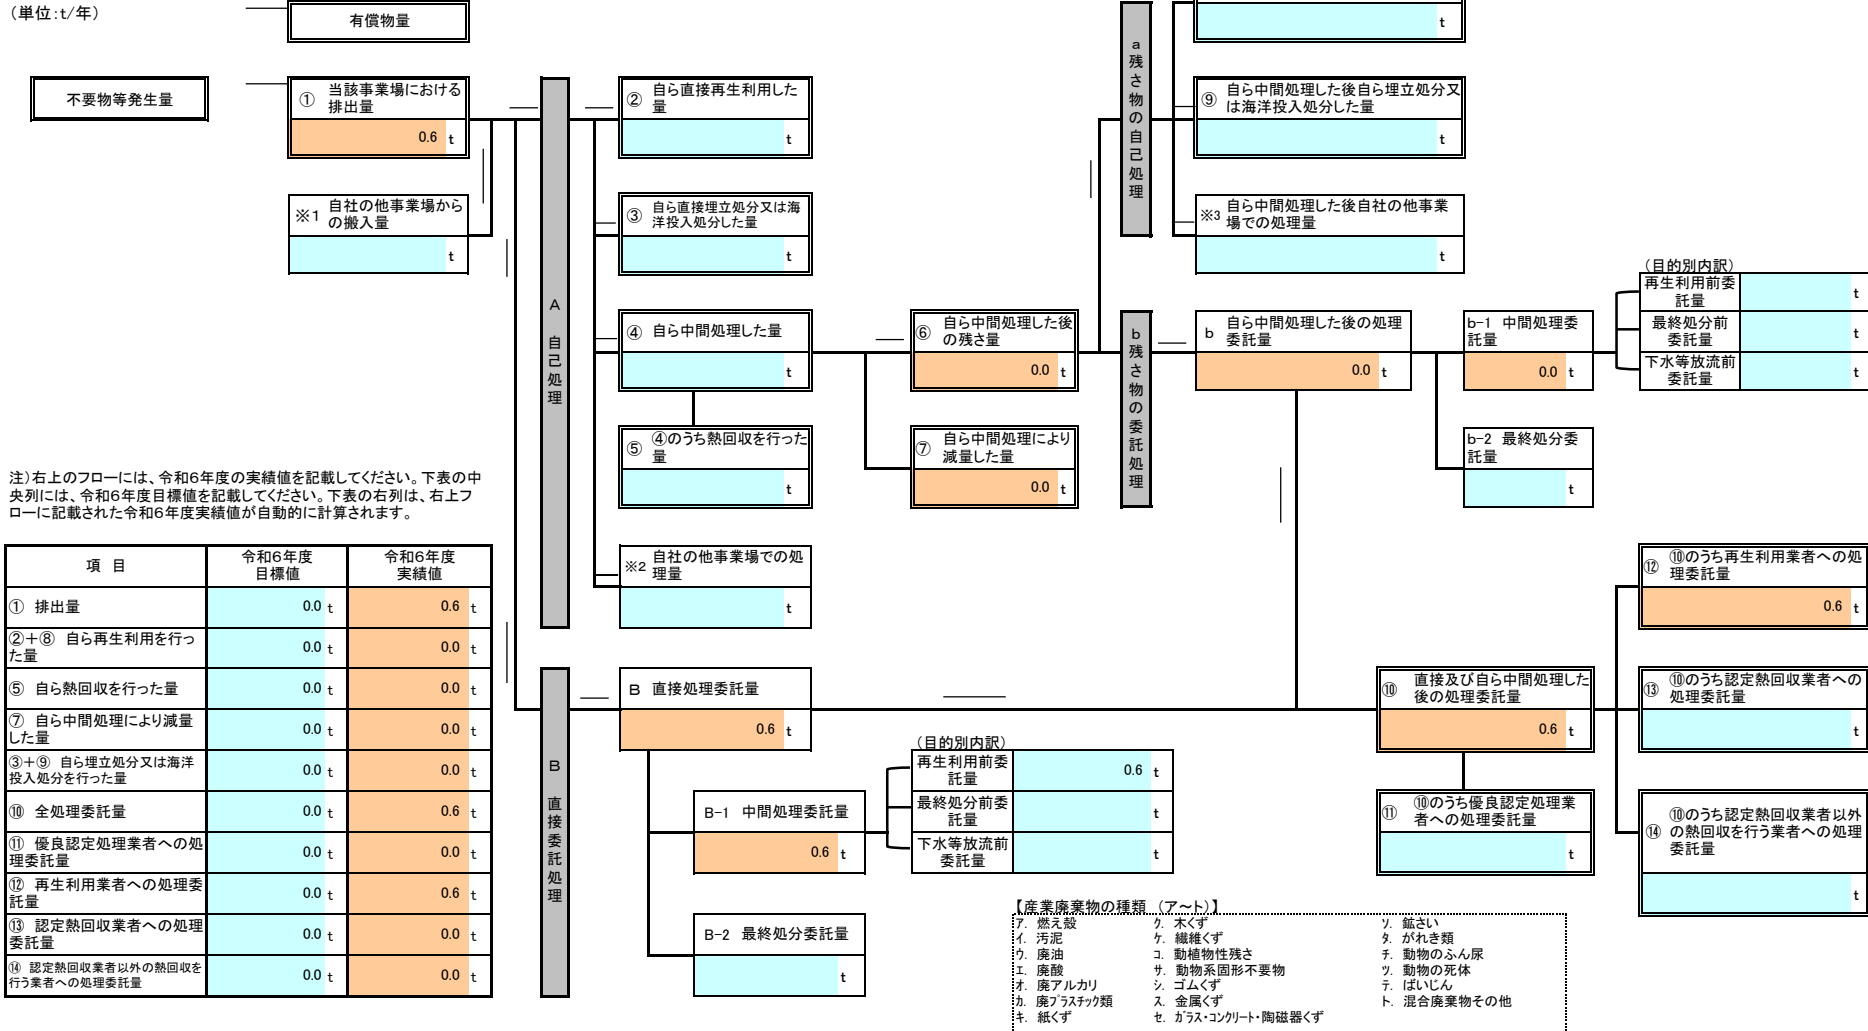 (単位:t/年)
有償物量
t
不要物等発生量
① 当該事業場における
排出量
0.6 t
※1 自社の他事業場から
の搬入量
t
A 自己処理
② 自ら直接再生利用した
量
t
③ 自ら直接埋立処分又は海
洋投入処分した量
t
④ 自ら中間処理した量
t
⑤ ④のうち熱回収を行った
量
t
※2 自社の他事業場での処
理量
t
⑥ 自ら中間処理した後
の残さ量
0.0 t
⑦ 自ら中間処理により
減量した量
0.0 t
a 残さ物の自己処理
⑨ 自ら中間処理した後自ら埋立処分又
は海洋投入処分した量
t
※3 自ら中間処理した後自社の他事業
場での処理量
t
b 残さ物の委託処理
b 自ら中間処理した後の処理
委託量
0.0 t
b-1 中間処理委
託量
0.0 t
(目的別内訳)
再生利用前委
託量 t
最終処分前
委託量 t
下水等放流前
委託量 t
b-2 最終処分委
託量
t
注)右上のフローには、令和6年度の実績値を記載してください。下表の中
央列には、令和6年度目標値を記載してください。下表の右列は、右上フ
ローに記載された令和6年度実績値が自動的に計算されます。
項 目 令和6年度
目標値 令和6年度
実績値
① 排出量 0.0 t 0.6 t
②+⑧ 自ら再生利用を行っ
た量 0.0 t 0.0 t
⑤ 自ら熱回収を行った量 0.0 t 0.0 t
⑦ 自ら中間処理により減量
した量 0.0 t 0.0 t
③+⑨ 自ら埋立処分又は海洋
投入処分を行った量 0.0 t 0.0 t
⑩ 全処理委託量 0.0 t 0.6 t
⑪ 優良認定処理業者への処
理委託量 0.0 t 0.0 t
⑫ 再生利用業者への処理委
託量 0.0 t 0.6 t
⑬ 認定熱回収業者への処理
委託量 0.0 t 0.0 t
⑭ 認定熱回収業者以外の熱回収を
行う業者への処理委託量 0.0 t 0.0 t
B 直接委託処理
B 直接処理委託量
0.6 t
B-1 中間処理委託量
0.6 t
(目的別内訳)
再生利用前委
託量 0.6 t
最終処分前委
託量 t
下水等放流前
委託量 t
B-2 最終処分委託量
t
⑩ 直接及び自ら中間処理した
後の処理委託量
0.6 t
⑪ ⑩のうち優良認定処理業
者への処理委託量
t
⑫ ⑩のうち再生利用業者への処
理委託量
0.6 t
⑬ ⑩のうち認定熱回収業者への
処理委託量
t
⑭ ⑩のうち認定熱回収業者以外
の熱回収を行う業者への処理
委託量
t
【産業廃棄物の種類 (ア～ト)】
ア. 燃え殻 ク. 木くず ソ. 鉱さい
イ. 汚泥 ケ. 繊維くず タ. がれき類
ウ. 廃油 コ. 動植物性残さ チ. 動物のふん尿
エ. 廃酸 サ. 動物系固形不要物 ツ. 動物の死体
オ. 廃アルカリ シ. ゴムくず テ. ばいじん
カ. 廃プラスチック類 ス. 金属くず ト. 混合廃棄物その他
キ. 紙くず セ. ガラス・コンクリート・陶磁器くず